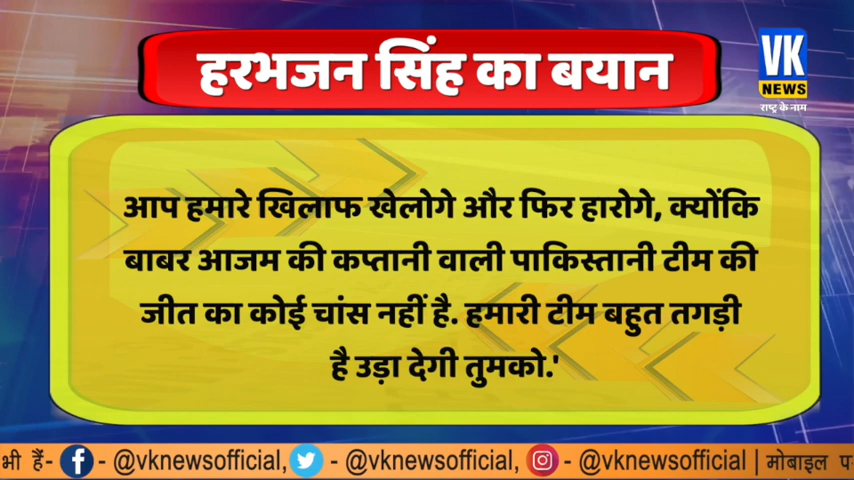 हरभजन सिंह का बयान
VK
NEWS
राष्ट्र के नाम
आप हमारे खिलाफ खेलोगे और फिर हारोगे, क्योंकि
बाबर आजम की कप्तानी वाली पाकिस्तानी टीम की
जीत का कोई चांस नहीं है. हमारी टीम बहुत तगड़ी
है उड़ा देगी तुमको.'
भी हैं- - @vknewsofficial, - @vknewsofficial, - @vknewsofficial | मोबाइल